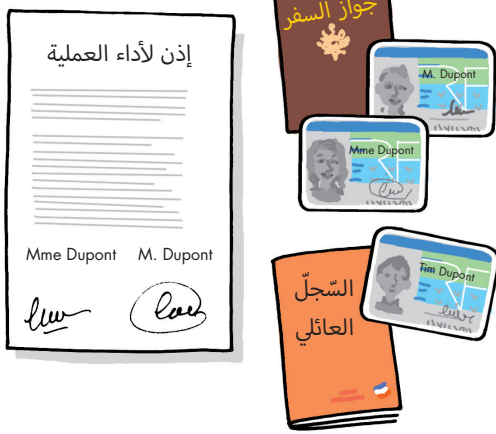 إذن لأداء العملية
Mme Dupont M. Dupont
جواز السفر
M. Dupont
Mme Dupont
Tim Dupont
السّجلّ
العائلي